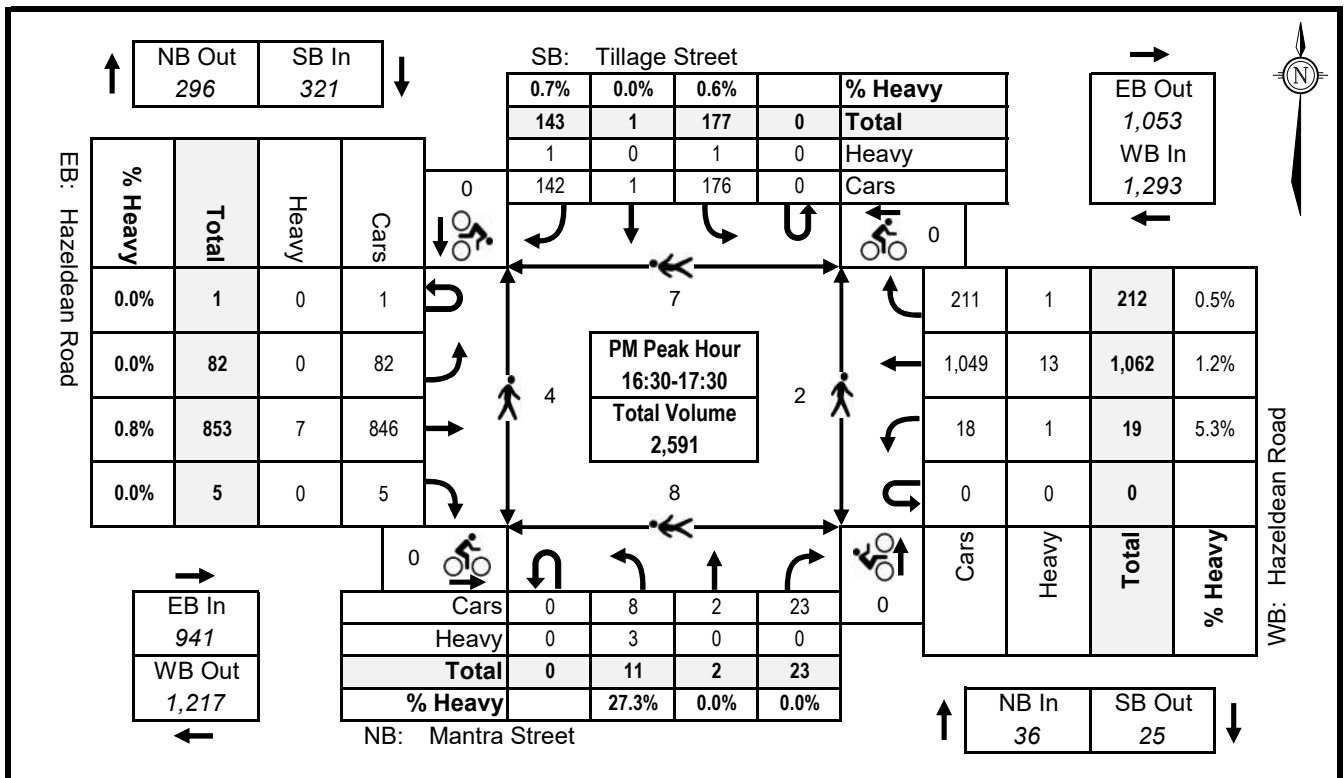 NB Out SB In
296 321
SB: Tillage Street
0.7% 0.0% 0.6% % Heavy
143 1 177 0 Total
1 0 1 0 Heavy
142 1 176 0 Cars
EB Out
1,053
WB In
1,293
N
EB: Hazeldean Road
% Heavy Total Heavy Cars
0
0
0.0% 1 0 1
0.0% 82 0 82
0.8% 853 7 846
0.0% 5 0 5
7
4
PM Peak Hour
16:30-17:30
Total Volume
2,591
2
8
211 1 212 0.5%
1,049 13 1,062 1.2%
18 1 19 5.3%
0 0 0
Cars Heavy Total % Heavy
WB: Hazeldean Road
0
0
EB In
941
WB Out
1,217
Cars 0 8 2 23
Heavy 0 3 0 0
Total 0 11 2 23
% Heavy 27.3% 0.0% 0.0%
NB: Mantra Street
NB In SB Out
36 25